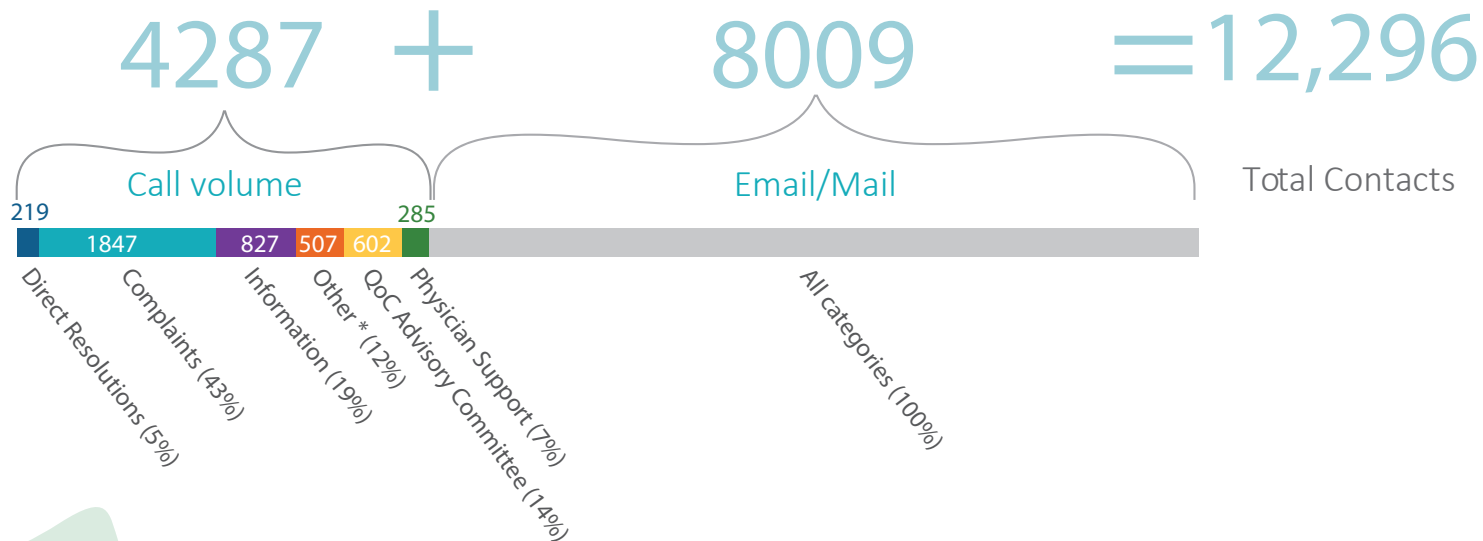 4287 + 8009 =12,296
Call volume
Email/Mail
Total Contacts
219
285
1847
827
507
602
Direct Resolutions (5%)
Complaints (43%)
Information (19%)
Other * (12%)
QoC Advisory Committee (14%)
Physician Support (7%)
All categories (100%)